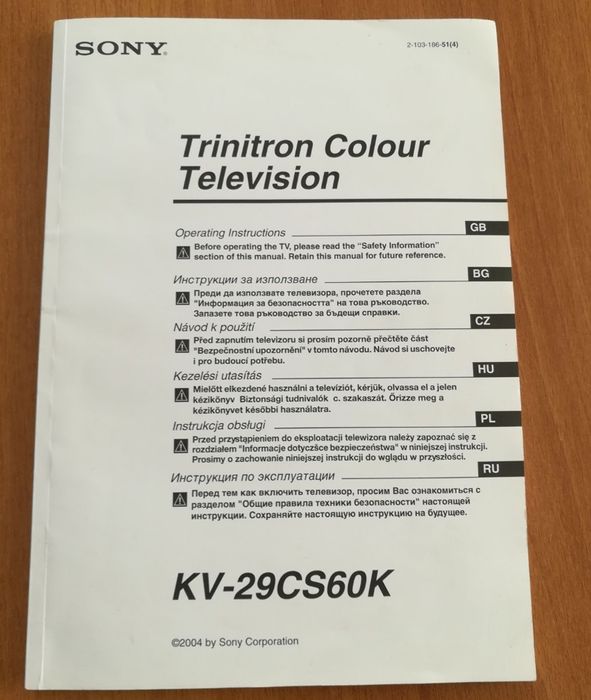 SONY®
2-103-186-51(4)
Trinitron Colour
Television
Operating Instructions
GB
Before operating the TV, please read the "Safety Information"
section of this manual. Retain this manual for future reference.
Инструкции за използване
BG
Преди да използвате телевизора, прочетете раздела
"Информация за безопасността" на това ръководство.
Запазете това ръководство за бъдещи справки.
Návod k použití
CZ
Před zapnutím televizoru si prosím pozorně přečtěte část
"Bezpečnostní upozornění" v tomto návodu. Návod si uschovejte
i pro budoucí potřebu.
Kezelési utasítás
HU
Mielőtt elkezdené használni a televíziót, kérjük, olvassa el a jelen
kézikönyv Biztonsági tudnivalók c. szakaszát. Őrizze meg a
kézikönyvet későbbi használatra.
Instrukcja obsługi
PL
Przed przystąpieniem do eksploatacji telewizora należy zapoznać się z
rozdziałem "Informacje dotyczšce bezpieczeństwa" w niniejszej instrukcji.
Prosimy o zachowanie niniejszej instrukcji do wglądu w przyszłości.
Инструкция по эксплуатации
RU
Перед тем как включить телевизор, просим Вас ознакомиться с
разделом "Общие правила техники безопасности" настоящей
инструкции. Сохраняйте настоящую инструкцию на будущее.
KV-29CS60K
©2004 by Sony Corporation